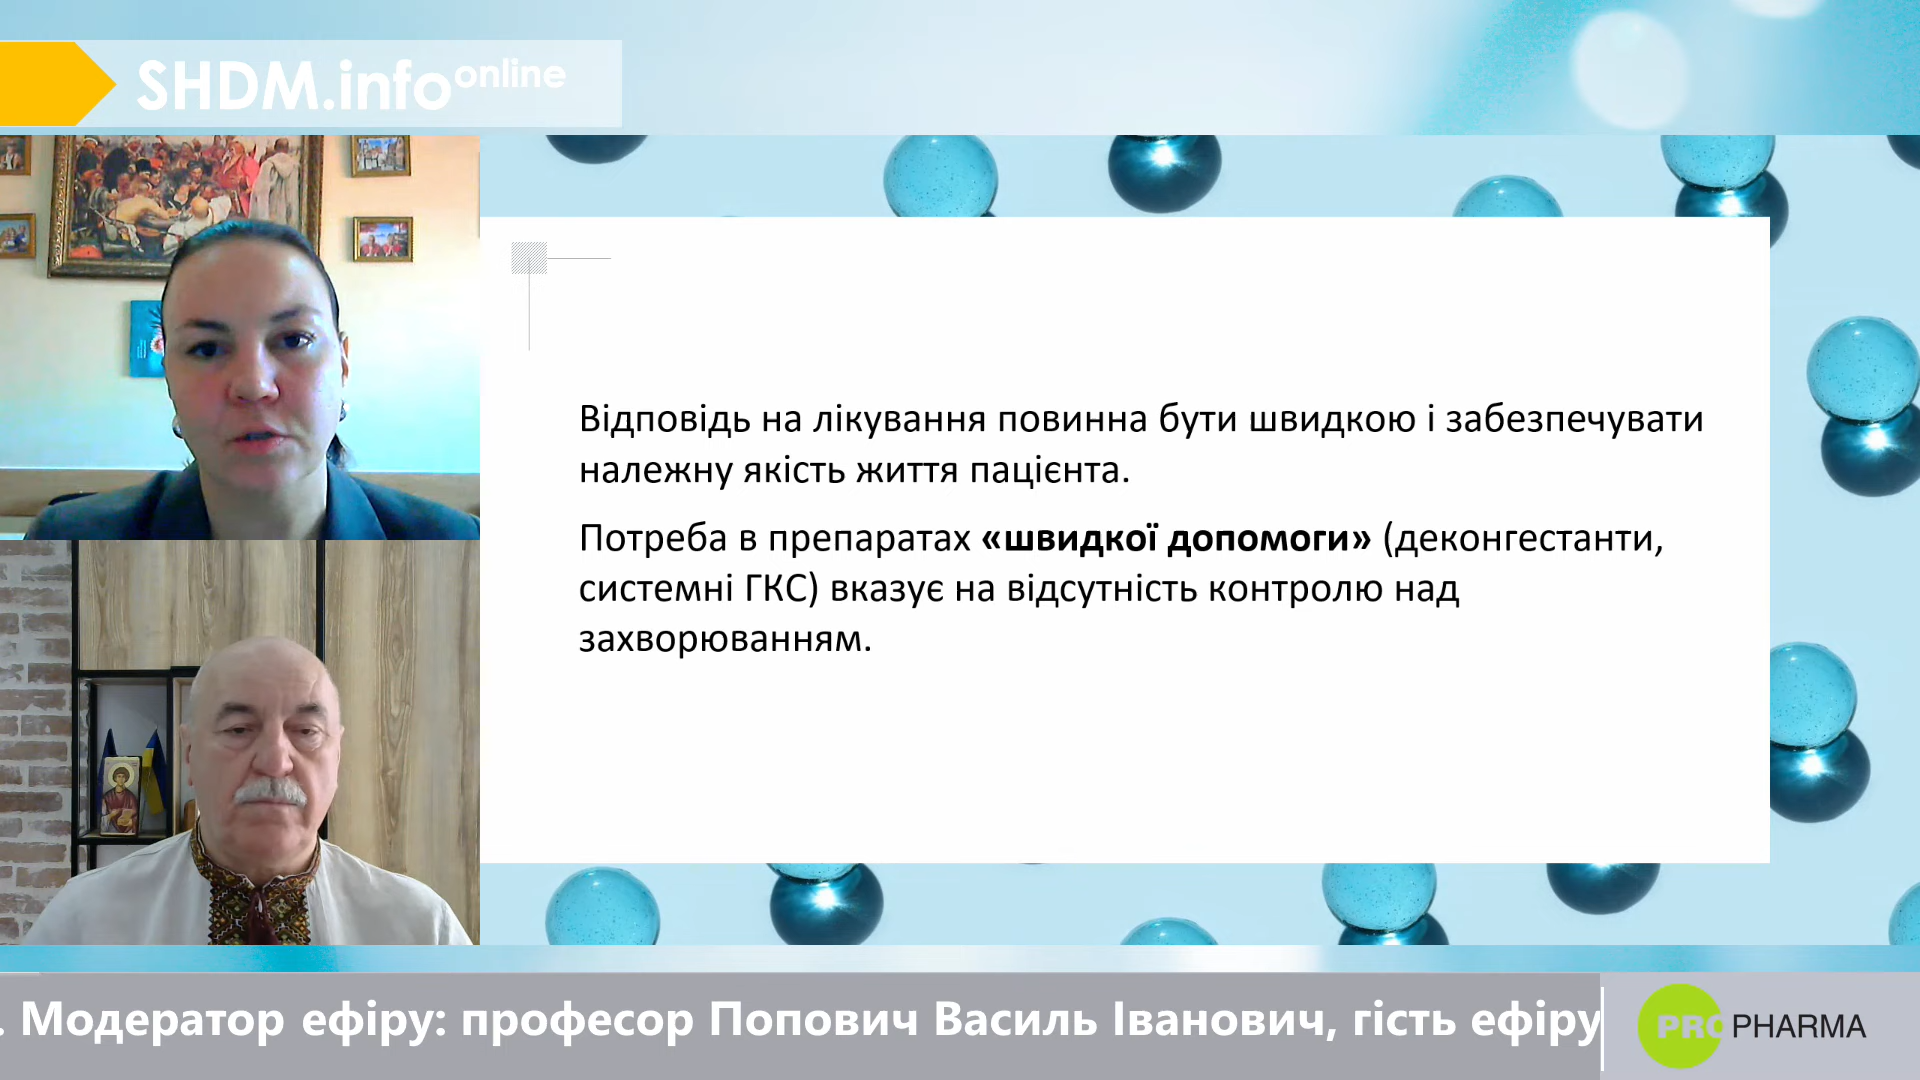 SHDM.info online
Відповідь на лікування повинна бути швидкою і забезпечувати
належну якість життя пацієнта.
Потреба в препаратах «швидкої допомоги» (деконгестанти,
системні ГКС) вказує на відсутність контролю над
захворюванням.
. Модератор ефіру: професор Попович Василь Іванович, гість ефіру
PRO PHARMA